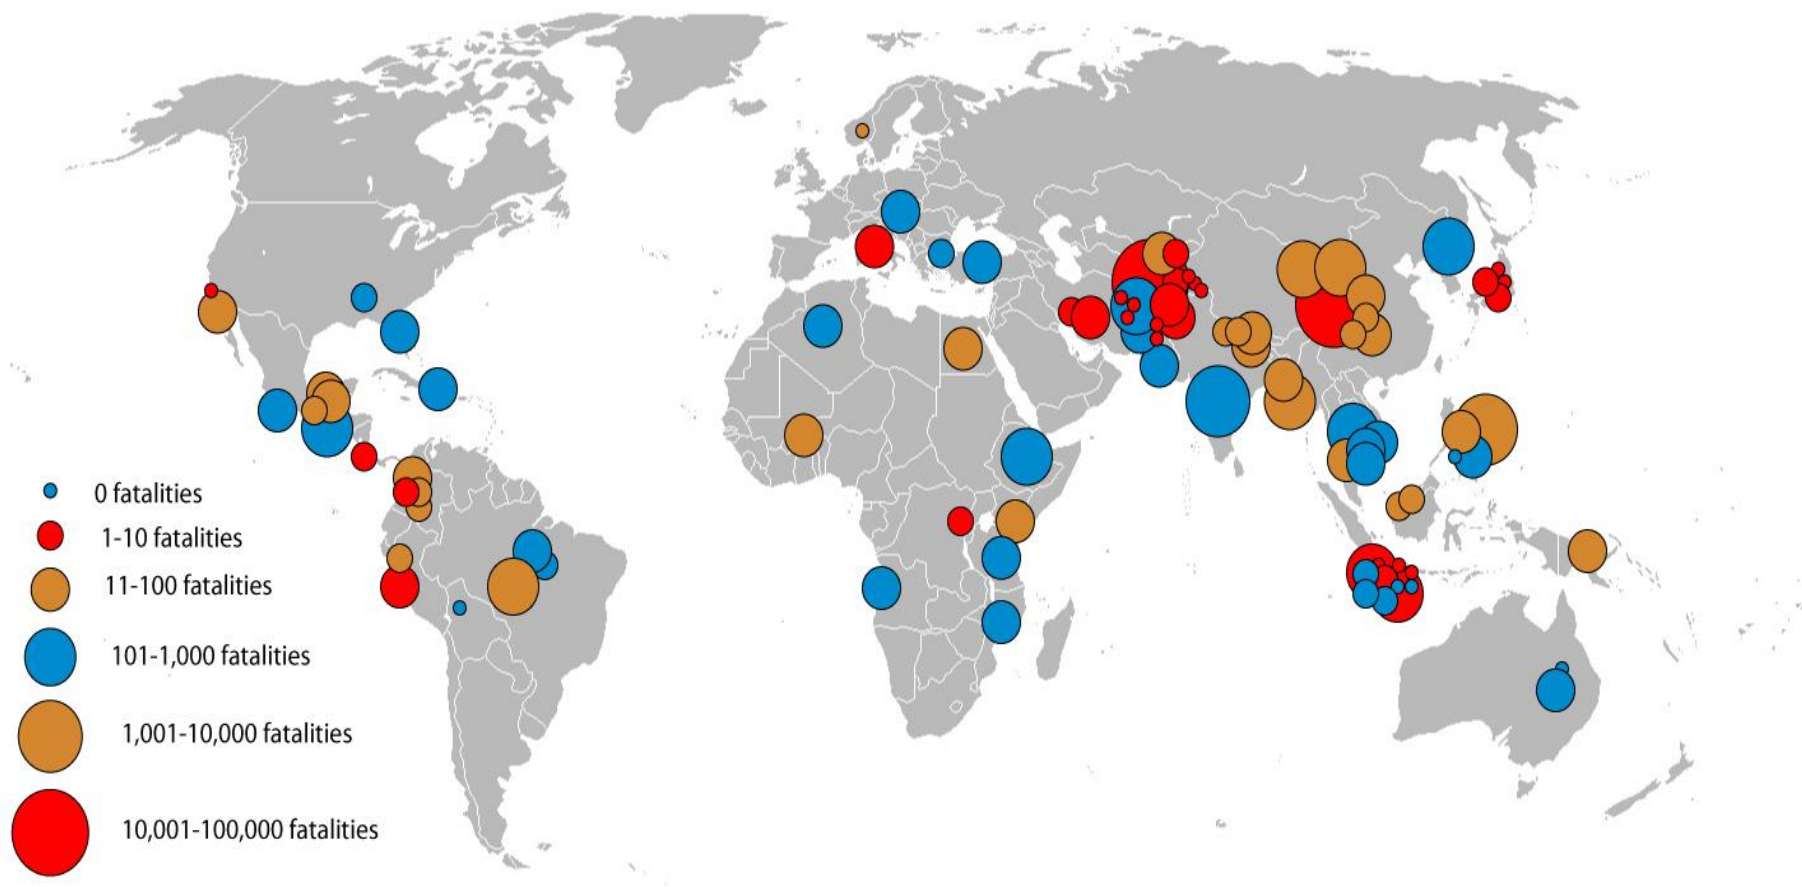 0 fatalities
1-10 fatalities
11-100 fatalities
101-1,000 fatalities
1,001-10,000 fatalities
10,001-100,000 fatalities